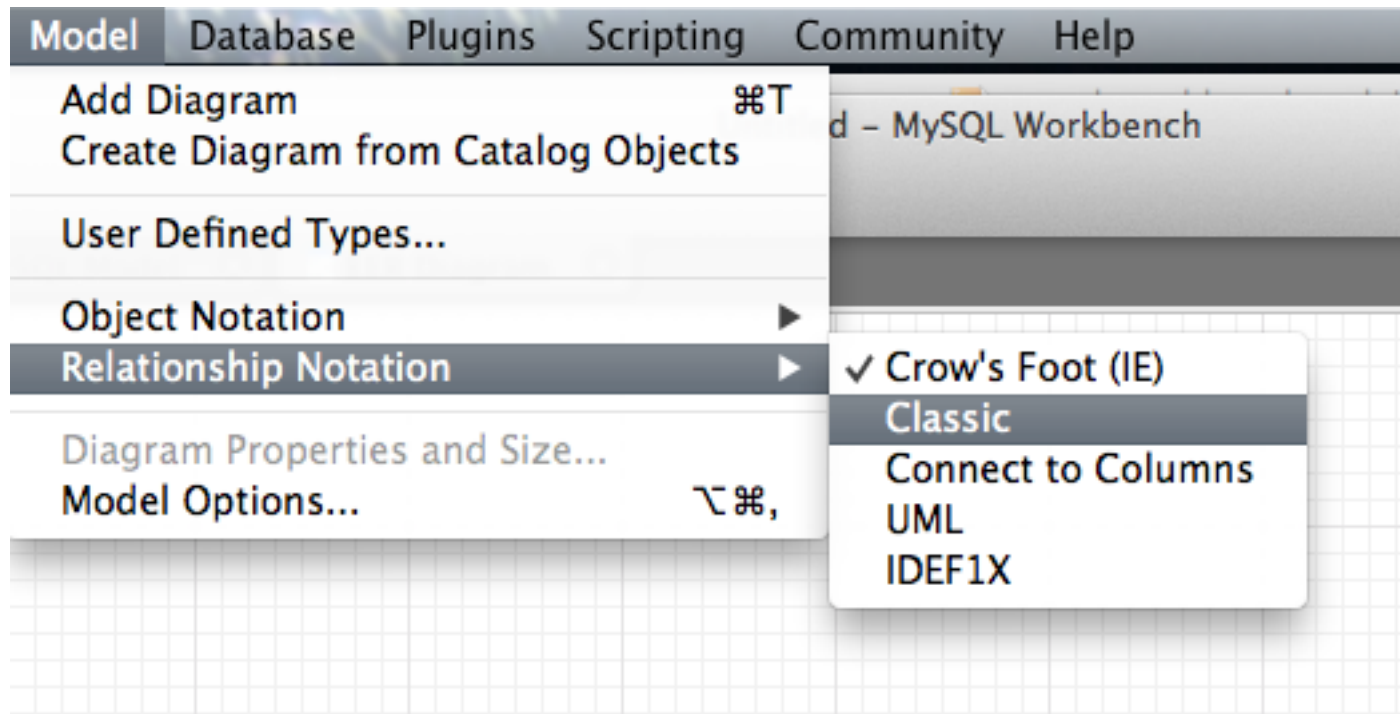 Model Database Plugins Scripting Community Help
Add Diagram ⌘T
Create Diagram from Catalog Objects
User Defined Types...
Object Notation ▶
Relationship Notation ▶
Diagram Properties and Size...
Model Options... ⌥⌘,
d – MySQL Workbench
✓ Crow's Foot (IE)
Classic
Connect to Columns
UML
IDEF1X